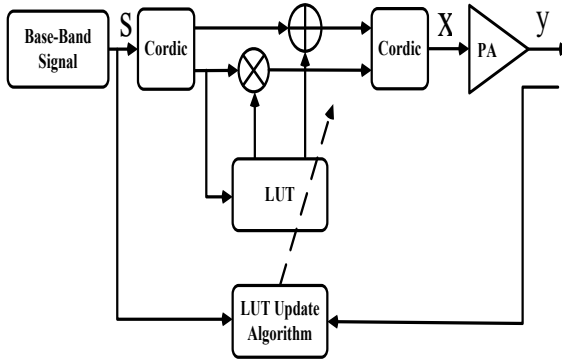 Base-Band
Signal
S
Cordic
Cordic
X
PA
y
LUT
LUT Update
Algorithm